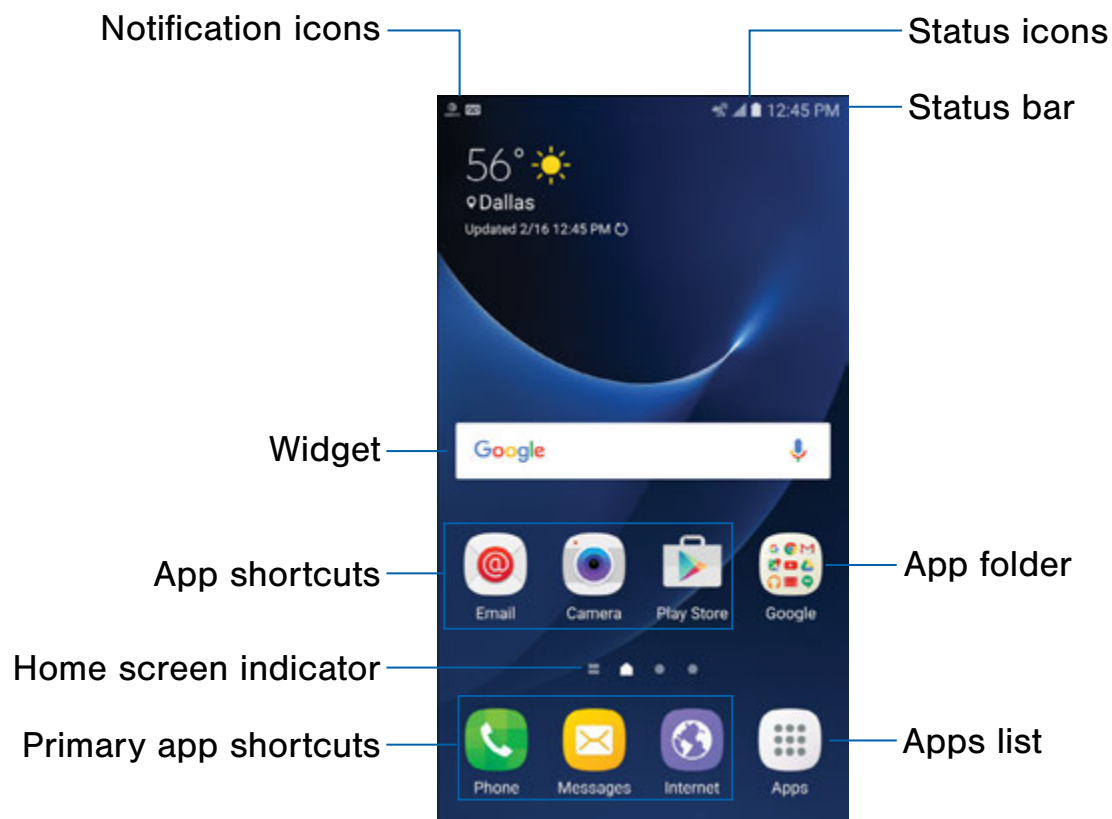 Notification icons
Status icons
Status bar
12:45 PM
56°
Dallas
Updated 2/16 12:45 PM
Widget
Google
App shortcuts
App folder
Email
Camera
Play Store
Google
Home screen indicator
Primary app shortcuts
Apps list
Phone
Messages
Internet
Apps